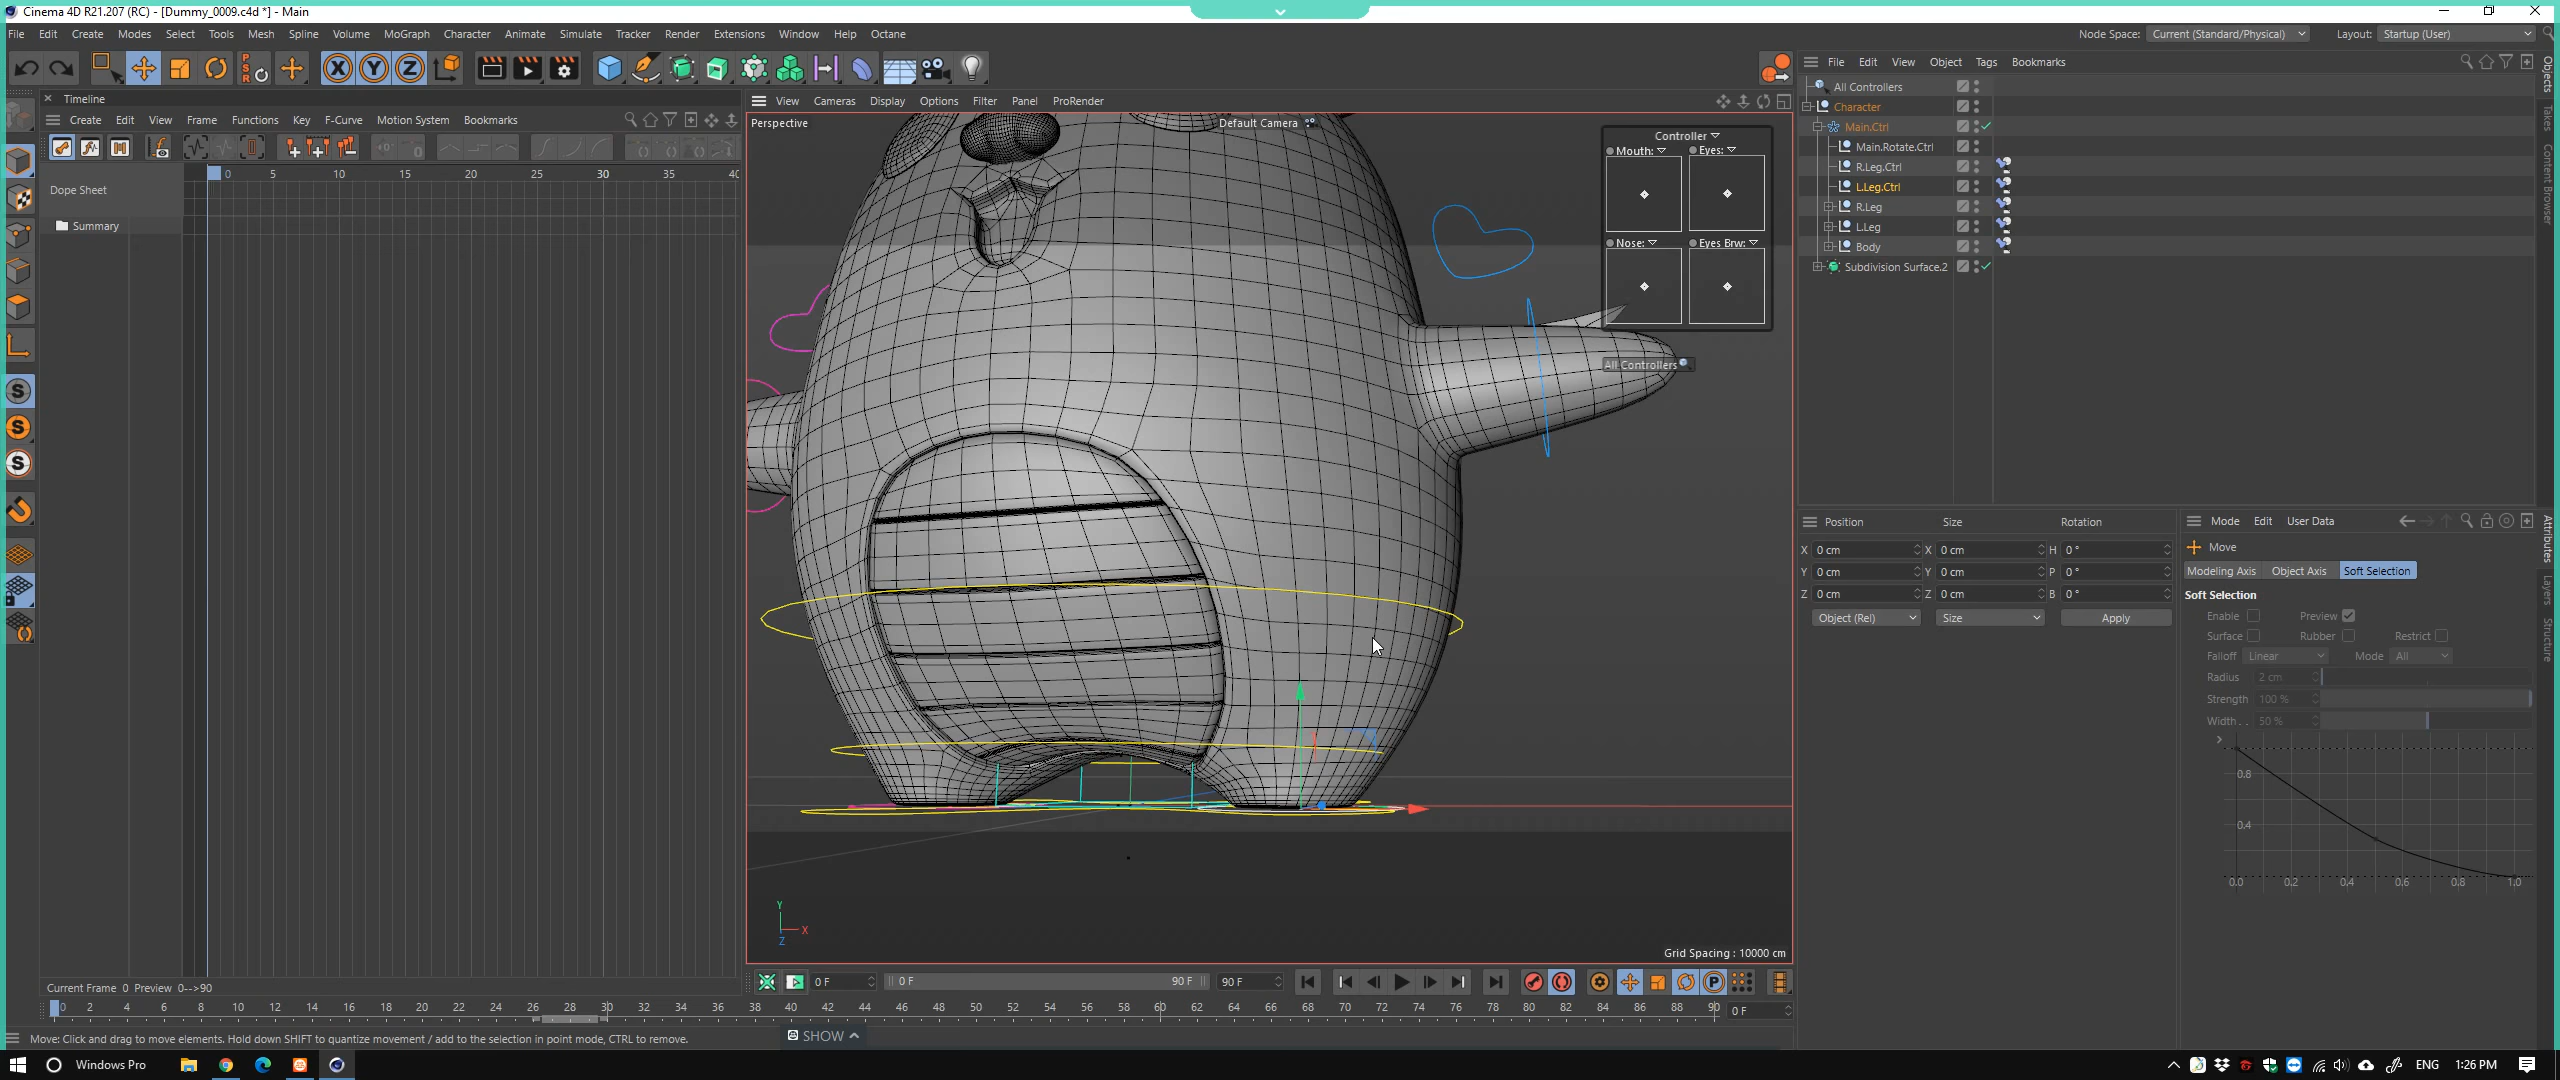 Cinema 4D R21.207 (RC) - [Dummy_0009.c4d *] - Main
File Edit Create Modes Select Tools Mesh Spline Volume MoGraph Character Animate Simulate Tracker Render Extensions Window Help Octane
Node Space: Current (Standard/Physical) Layout: Startup (User)
PSR X Y Z
File Edit View Object Tags Bookmarks
Timeline
Create Edit View Frame Functions Key F-Curve Motion System Bookmarks
0 5 10 15 20 25 30 35 40
Dope Sheet
Summary
View Cameras Display Options Filter Panel ProRender
Perspective
Default Camera
Controller
Mouth: Eyes:
Nose: Eyes Brw:
All Controllers
Y
X
Z
Grid Spacing : 10000 cm
All Controllers
Character
Main.Ctrl
Main.Rotate.Ctrl
R.Leg.Ctrl
L.Leg.Ctrl
R.Leg
L.Leg
Body
Subdivision Surface.2
Objects
Takes
Content Browser
Position Size Rotation
X 0 cm X 0 cm H 0 °
Y 0 cm Y 0 cm P 0 °
Z 0 cm Z 0 cm B 0 °
Object (Rel) Size Apply
Mode Edit User Data
Move
Modeling Axis Object Axis Soft Selection
Soft Selection
Enable Preview
Surface Rubber Restrict
Falloff Linear Mode All
Radius 2 cm
Strength 100 %
Width . . 50 %
0.8
0.4
0.0 0.2 0.4 0.6 0.8 1.0
Attributes
Layers
Structure
Current Frame 0 Preview 0-->90
0 F 0 F 90 F 90 F
P
0 2 4 6 8 10 12 14 16 18 20 22 24 26 28 30 32 34 36 38 40 42 44 46 48 50 52 54 56 58 60 62 64 66 68 70 72 74 76 78 80 82 84 86 88 90 0 F
Move: Click and drag to move elements. Hold down SHIFT to quantize movement / add to the selection in point mode, CTRL to remove.
SHOW
Windows Pro
ENG 1:26 PM